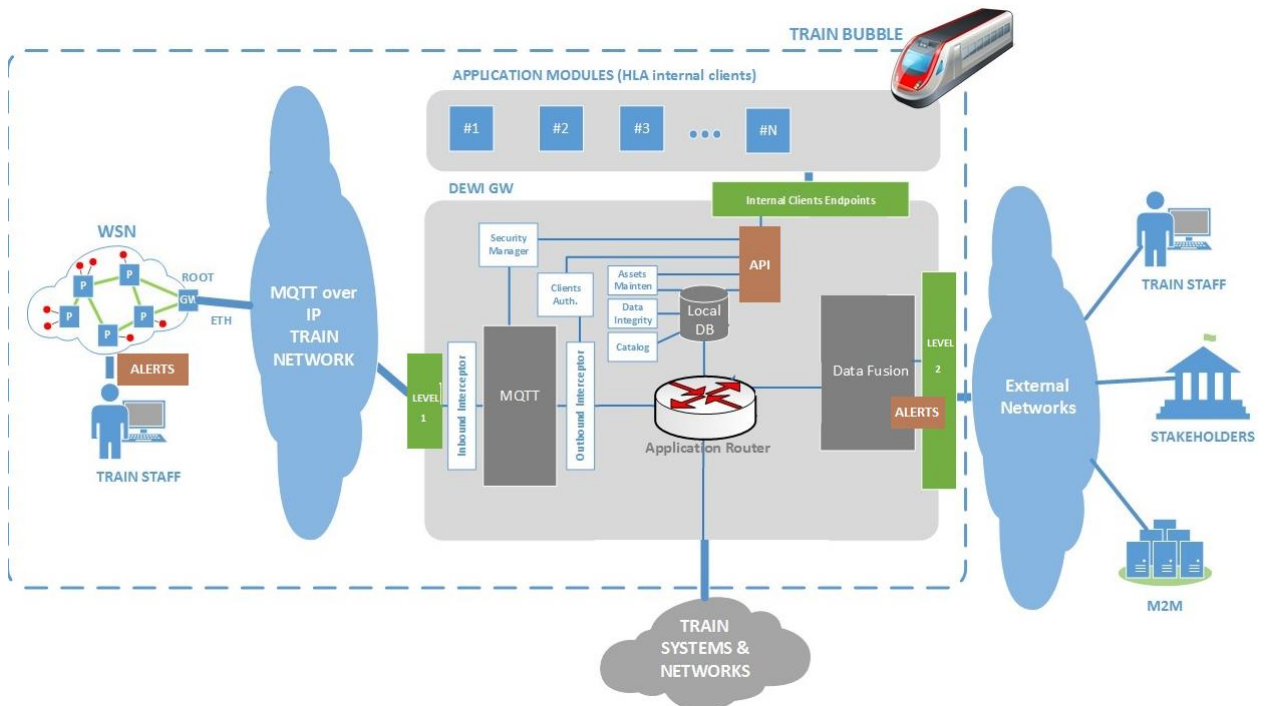 TRAIN BUBBLE
APPLICATION MODULES (HLA internal clients)
#1
#2
#3
#N
DEWI GW
Internal Clients Endpoints
Security
Manager
API
Clients
Auth.
Assets
Mainten
Data
Integrity
Catalog
Local
DB
WSN
P
P
P
P
P
GW
ROOT
ETH
ALERTS
TRAIN STAFF
MQTT over
IP
TRAIN
NETWORK
LEVEL
1
Inbound Interceptor
MQTT
Outbound Interceptor
Application Router
Data Fusion
LEVEL
2
ALERTS
External
Networks
TRAIN STAFF
STAKEHOLDERS
M2M
TRAIN
SYSTEMS &
NETWORKS